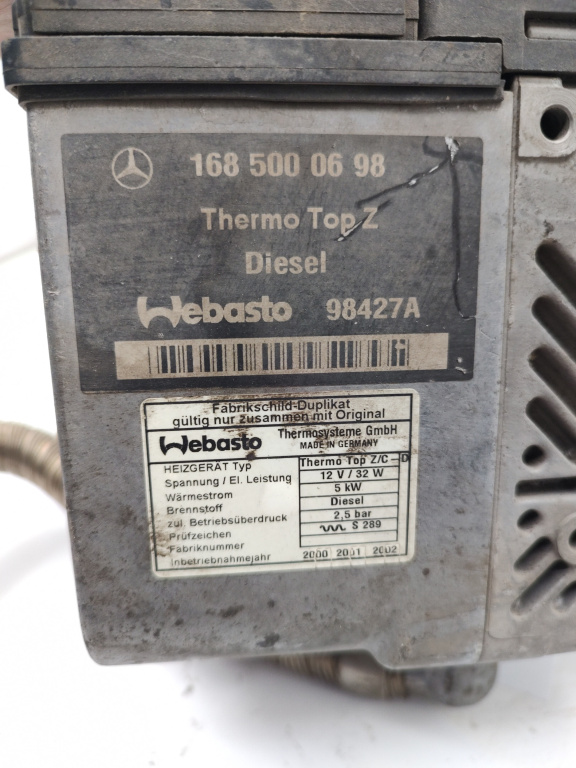 168 500 06 98
Thermo Top Z
Diesel
Webasto 98427A
Fabrikschild-Duplikat
gültig nur zusammen mit Original
Webasto Thermosysteme GmbH
MADE IN GERMANY
HEIZGERÄT Typ Thermo Top Z/C - D
Spannung / El. Leistung 12 V / 32 W
Wärmestrom 5 kW
Brennstoff Diesel
zul. Betriebsüberdruck 2,5 bar
Prüfzeichen S 289
Fabriknummer
Inbetriebnahmejahr 2000 2001 2002